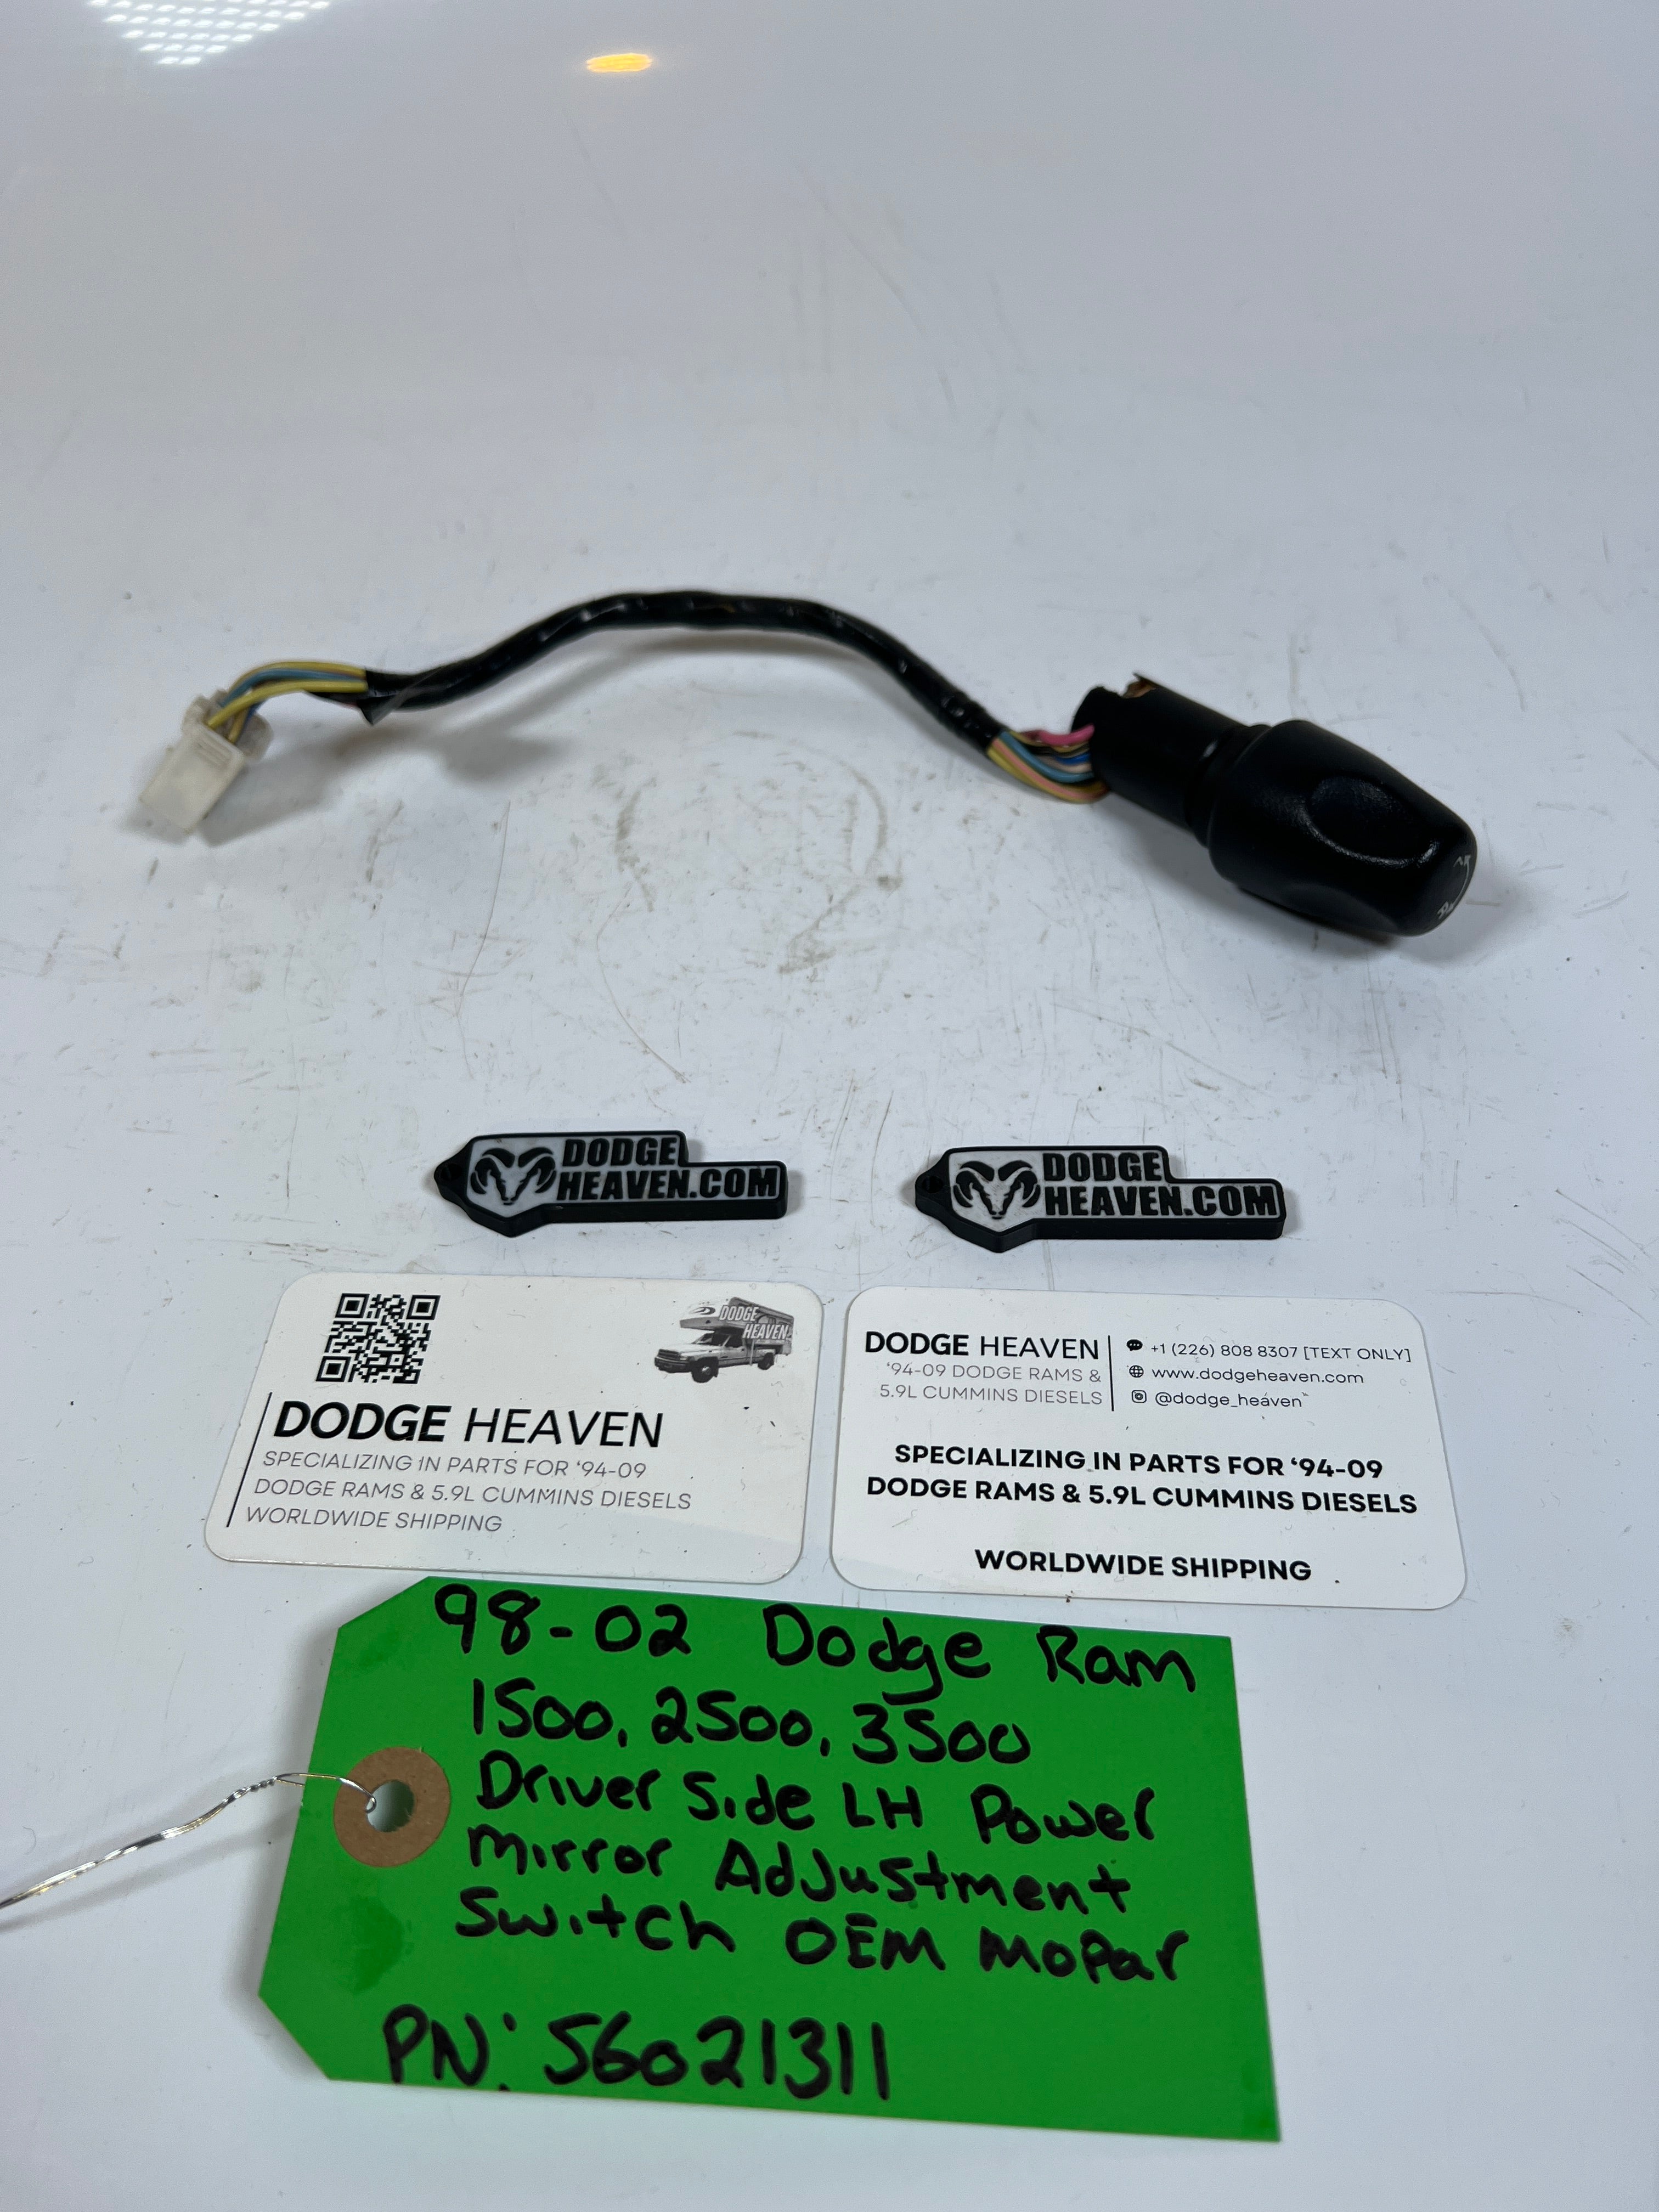 R
DODGE
HEAVEN.COM
DODGE
HEAVEN.COM
DODGE
HEAVEN
DODGE HEAVEN
SPECIALIZING IN PARTS FOR '94-09
DODGE RAMS & 5.9L CUMMINS DIESELS
WORLDWIDE SHIPPING
DODGE HEAVEN
'94-09 DODGE RAMS &
5.9L CUMMINS DIESELS
+1 (226) 808 8307 [TEXT ONLY]
www.dodgeheaven.com
@dodge_heaven
SPECIALIZING IN PARTS FOR '94-09
DODGE RAMS & 5.9L CUMMINS DIESELS
WORLDWIDE SHIPPING
98-02 Dodge Ram
1500, 2500, 3500
Driver Side LH Power
Mirror Adjustment
Switch OEM Mopar
PN: 56021311